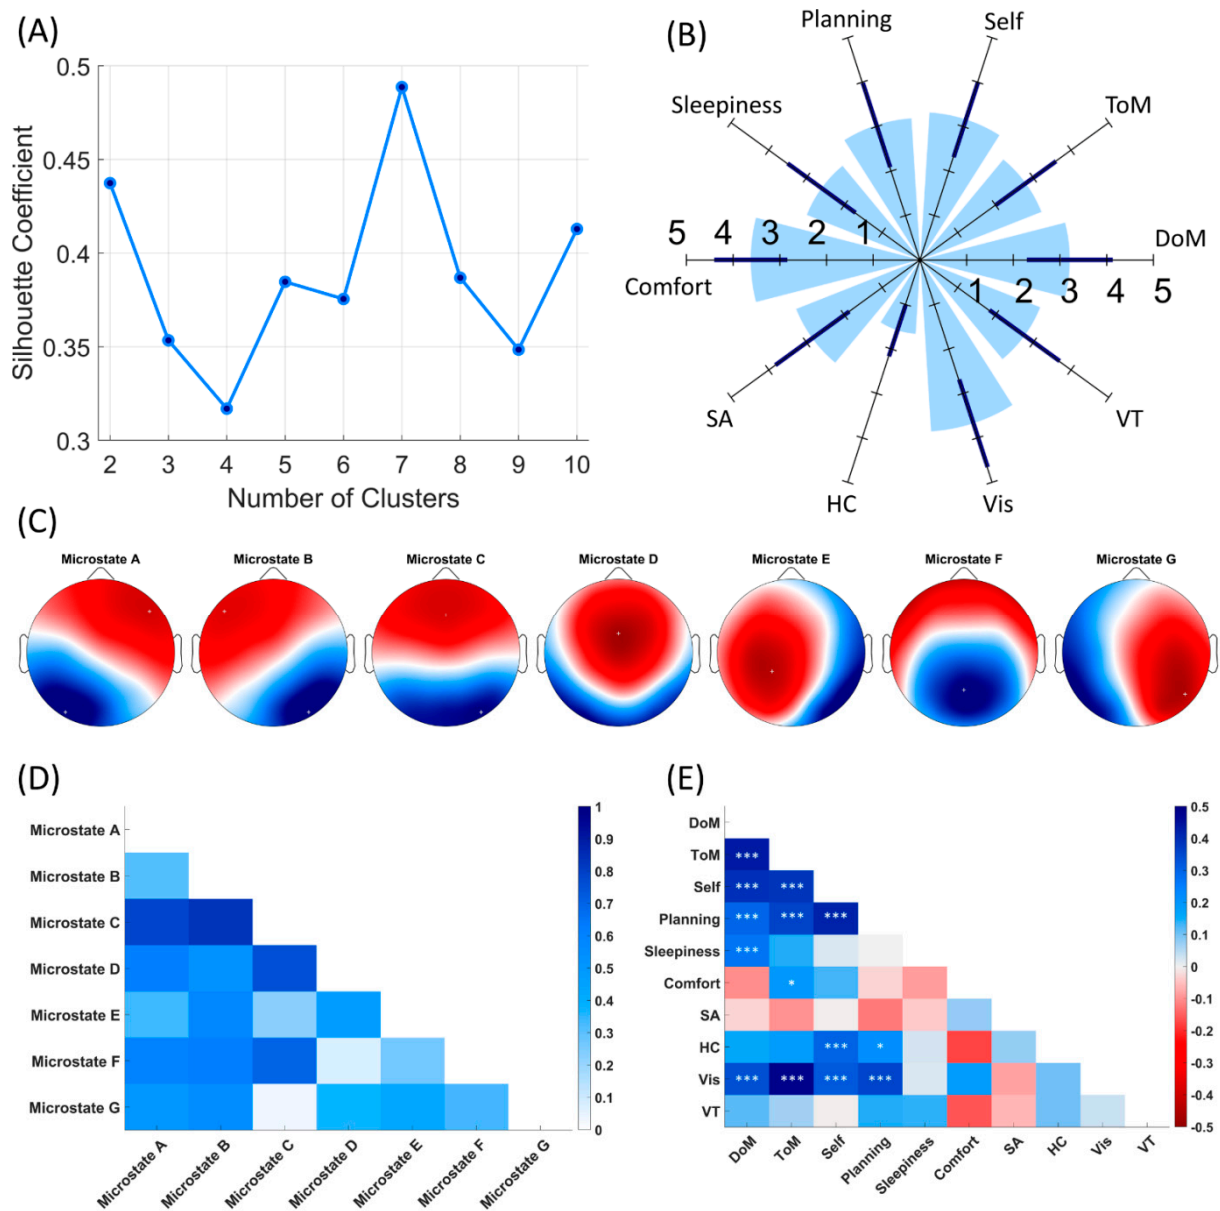 (A)
0.5
0.45
0.4
0.35
0.3
Silhouette Coefficient
2 3 4 5 6 7 8 9 10
Number of Clusters
(B)
Planning
Self
Sleepiness
ToM
5 4 3 2 1
DoM
Comfort
1 2 3 4 5
SA
VT
HC
Vis
(C)
Microstate A
Microstate B
Microstate C
Microstate D
Microstate E
Microstate F
Microstate G
(D)
Microstate A
Microstate B
Microstate C
Microstate D
Microstate E
Microstate F
Microstate G
Microstate A
Microstate B
Microstate C
Microstate D
Microstate E
Microstate F
Microstate G
1
0.9
0.8
0.7
0.6
0.5
0.4
0.3
0.2
0.1
0
(E)
DoM
ToM ***
Self *** ***
Planning *** *** ***
Sleepiness ***
Comfort *
SA
HC *** *
Vis *** *** *** ***
VT
DoM
ToM
Self
Planning
Sleepiness
Comfort
SA
HC
Vis
VT
0.5
0.4
0.3
0.2
0.1
0
-0.1
-0.2
-0.3
-0.4
-0.5